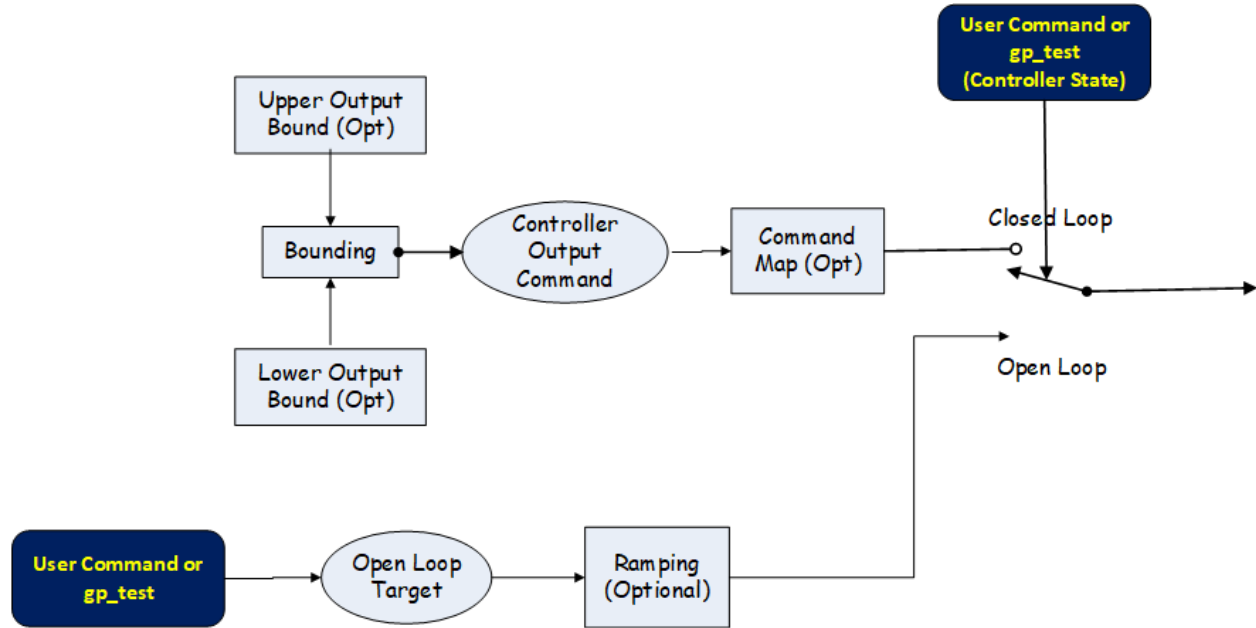 User Command or
gp_test
(Controller State)
Upper Output
Bound (Opt)
Closed Loop
Bounding
Controller
Output
Command
Command
Map (Opt)
Lower Output
Bound (Opt)
Open Loop
User Command or
gp_test
Open Loop
Target
Ramping
(Optional)